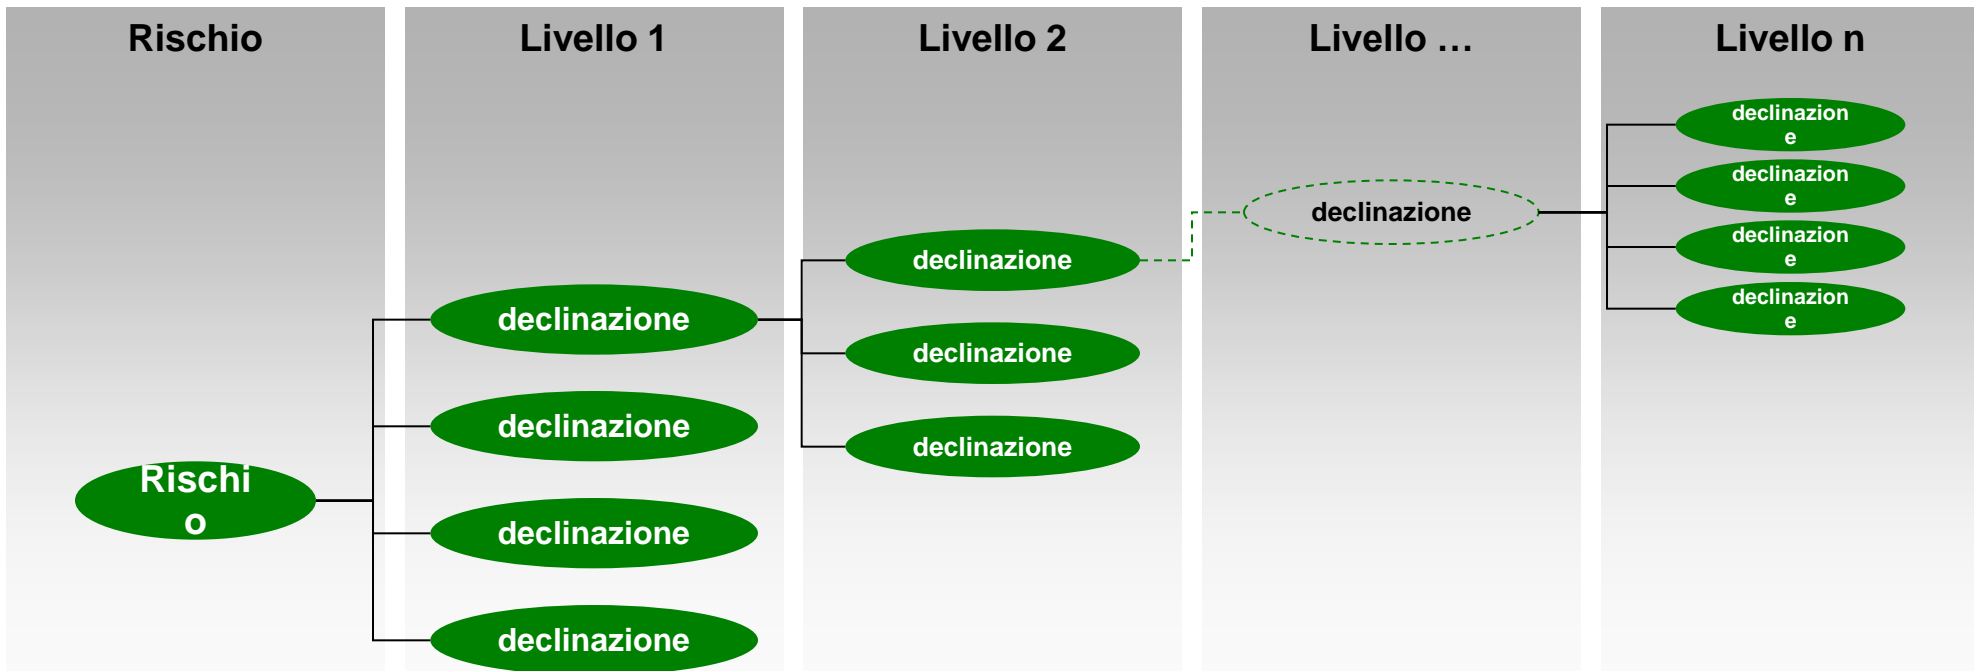 Rischio
Livello 1
Livello 2
Livello …
Livello n
Rischi
o
declinazione
declinazione
declinazione
declinazione
declinazione
declinazione
declinazione
declinazione
declinazion
e
declinazion
e
declinazion
e
declinazion
e